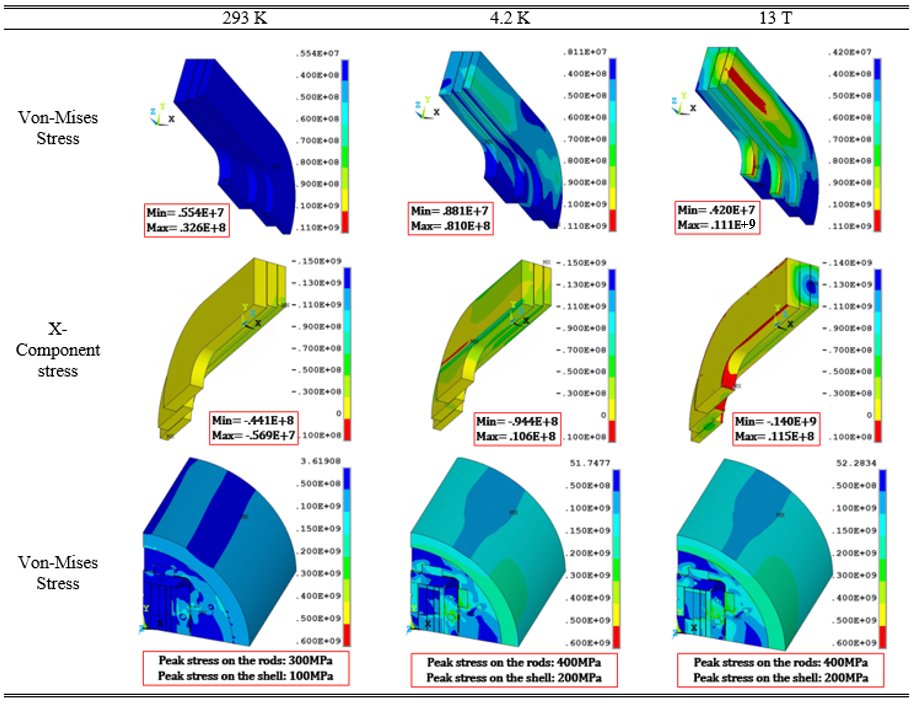 293 K 4.2 K 13 T
Von-Mises
Stress
.554E+07
.400E+08
.500E+08
.600E+08
.700E+08
.800E+08
.900E+08
.100E+09
.110E+09
Z Y X
Min= .554E+7
Max= .326E+8
.811E+07
.400E+08
.500E+08
.600E+08
.700E+08
.800E+08
.900E+08
.100E+09
.110E+09
Z Y X
Min= .881E+7
Max= .810E+8
.420E+07
.400E+08
.500E+08
.600E+08
.700E+08
.800E+08
.900E+08
.100E+09
.110E+09
Z Y X
Min= .420E+7
Max= .111E+9
X-
Component
stress
-.150E+09
-.130E+09
-.110E+09
-.900E+08
-.700E+08
-.500E+08
-.300E+08
0
.100E+08
Y X
Min= -.441E+8
Max= -.569E+7
MX
-.150E+09
-.130E+09
-.110E+09
-.900E+08
-.700E+08
-.500E+08
-.300E+08
0
.100E+08
Y X
Min= -.944E+8
Max= .106E+8
-.140E+09
-.130E+09
-.110E+09
-.900E+08
-.700E+08
-.500E+08
-.300E+08
0
.100E+08
Y X
Min= -.140E+9
Max= .115E+8
Von-Mises
Stress
3.61908
.500E+08
.100E+09
.150E+09
.200E+09
.300E+09
.400E+09
.500E+09
.600E+09
MX
Y
Z X
Peak stress on the rods: 300MPa
Peak stress on the shell: 100MPa
51.7477
.500E+08
.100E+09
.150E+09
.200E+09
.300E+09
.400E+09
.500E+09
.600E+09
MX
Y
Z X
Peak stress on the rods: 400MPa
Peak stress on the shell: 200MPa
52.2834
.500E+08
.100E+09
.150E+09
.200E+09
.300E+09
.400E+09
.500E+09
.600E+09
MX
Y
Z X
Peak stress on the rods: 400MPa
Peak stress on the shell: 200MPa